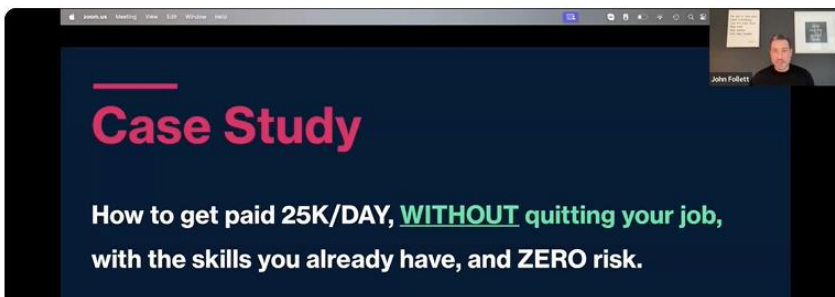 zoom.us Meeting View Edit Window Help
John Follett
Case Study
How to get paid 25K/DAY, WITHOUT quitting your job,
with the skills you already have, and ZERO risk.